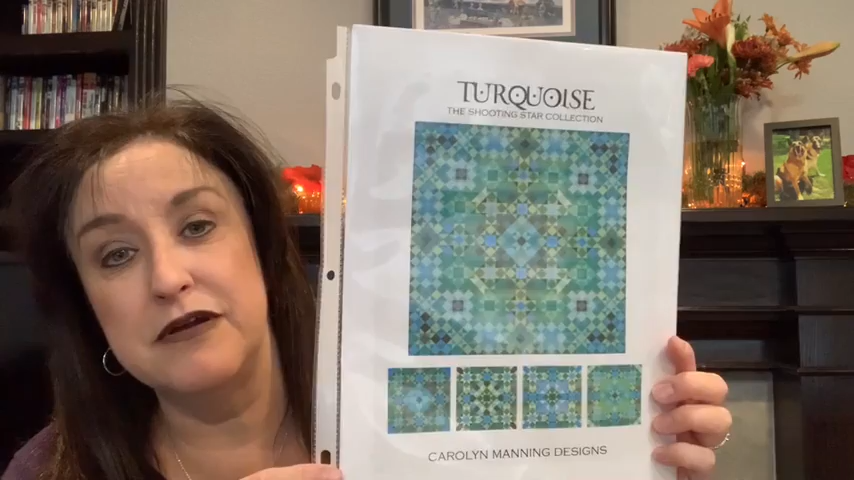 TURQUOISE
THE SHOOTING STAR COLLECTION
CAROLYN MANNING DESIGNS